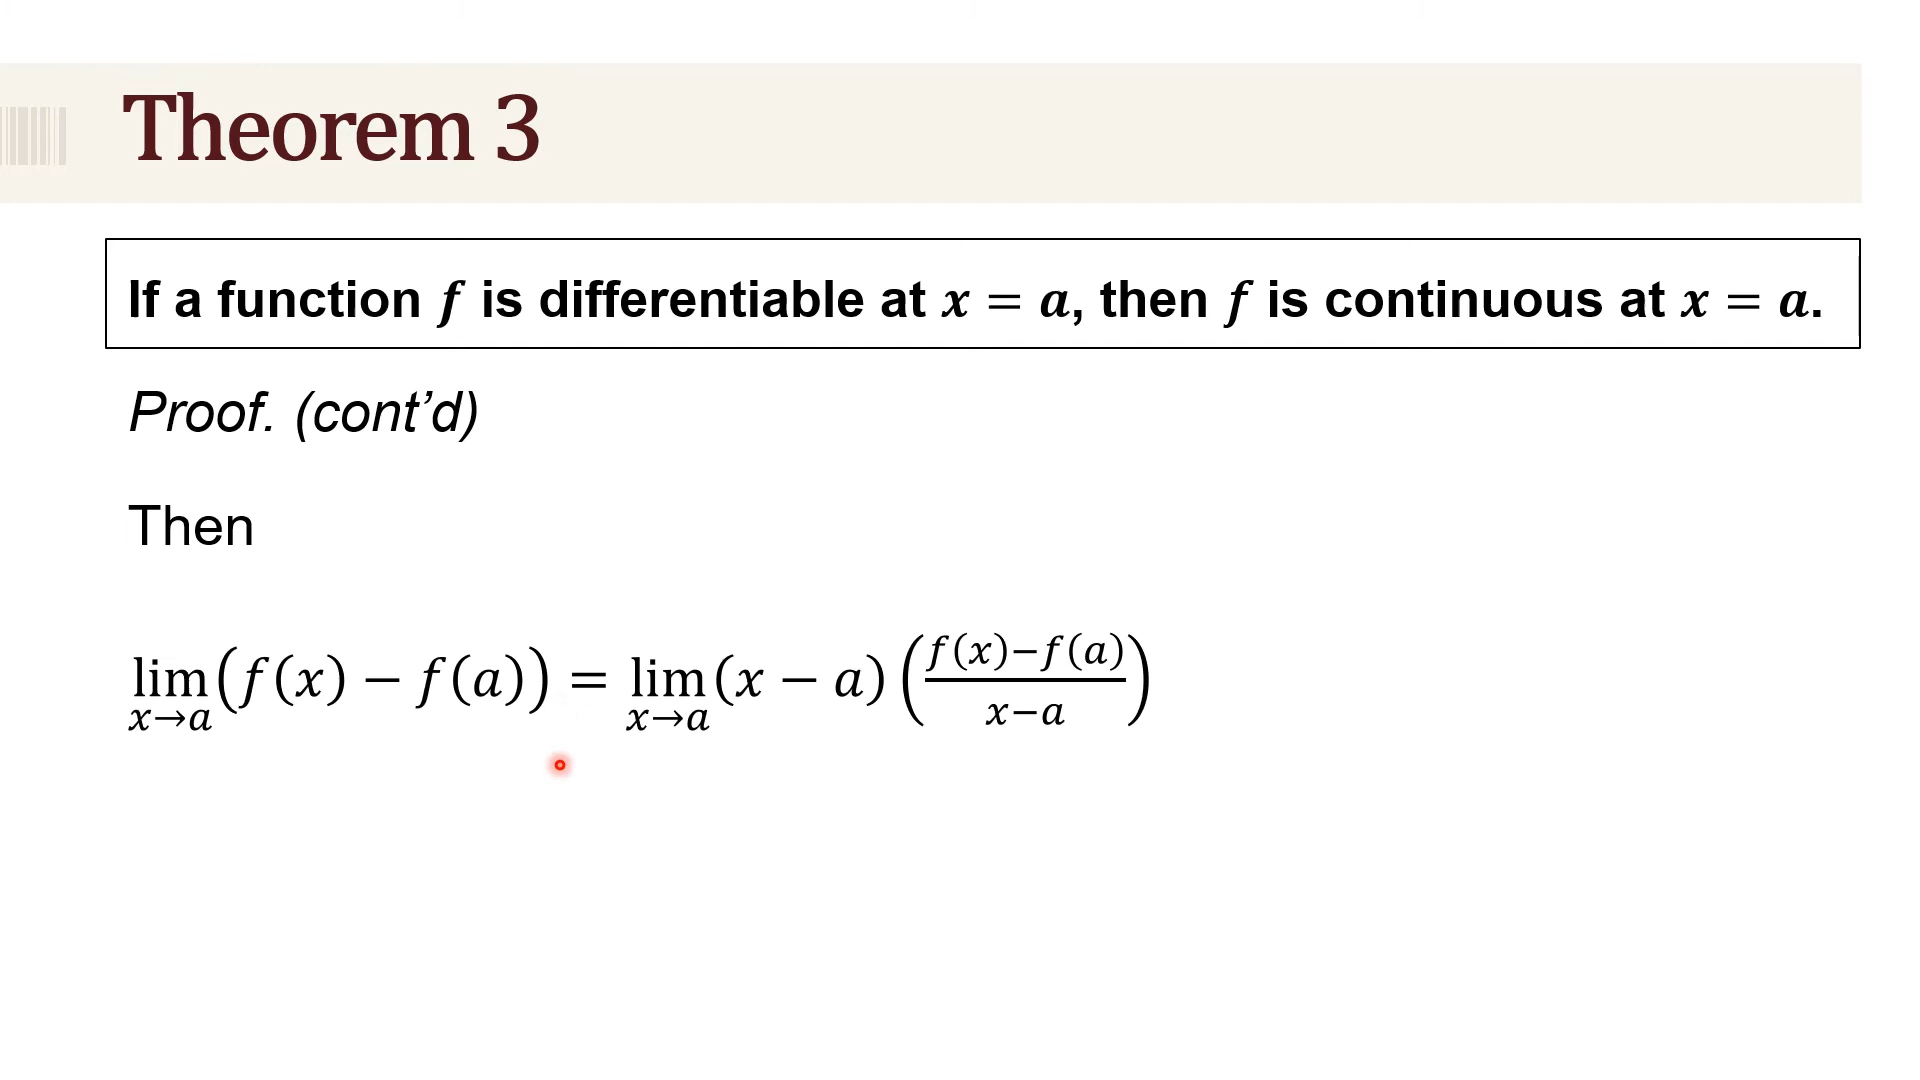 Theorem 3
If a function 𝒇 is differentiable at 𝒙 = 𝒂, then 𝒇 is continuous at 𝒙 = 𝒂.
Proof. (cont’d)
Then
lim_{x→a} (f(x) − f(a)) = lim_{x→a} (x − a) ((f(x)−f(a))/(x−a))